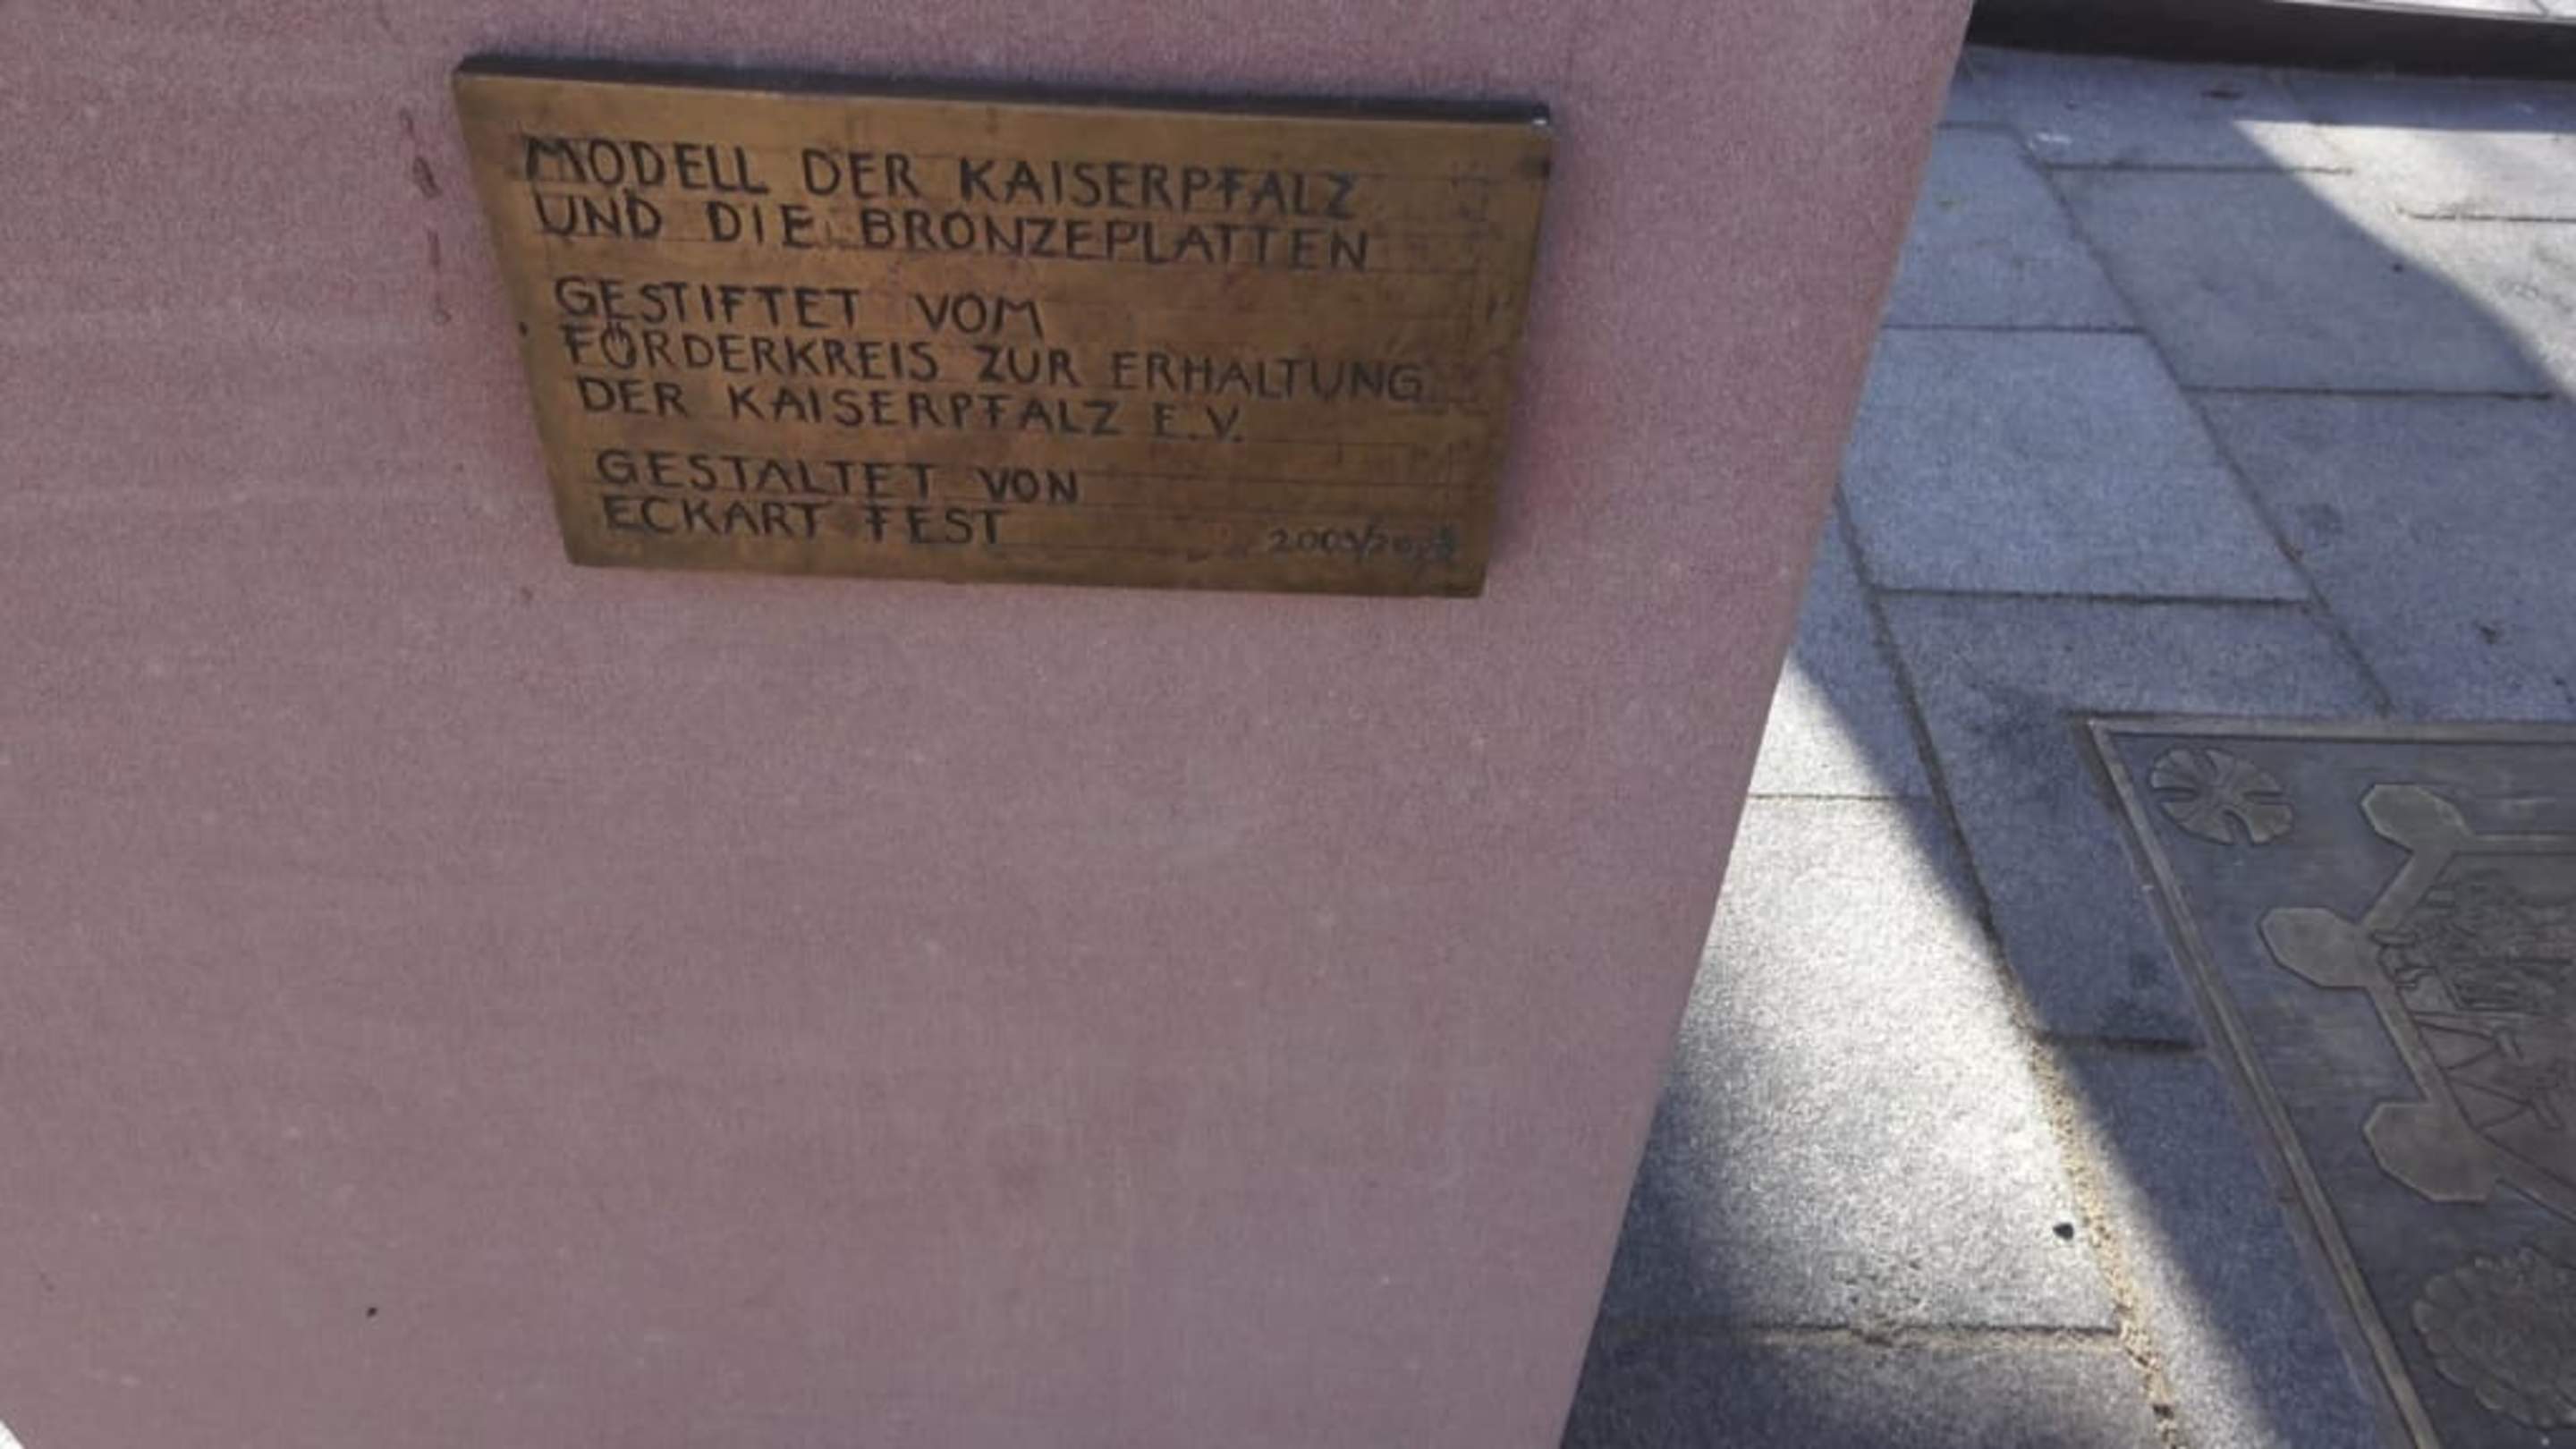 MODELL DER KAISERPFALZ
UND DIE BRONZEPLATTEN
GESTIFTET VOM
FÖRDERKREIS ZUR ERHALTUNG
DER KAISERPFALZ E.V.
GESTALTET VON
ECKART FEST